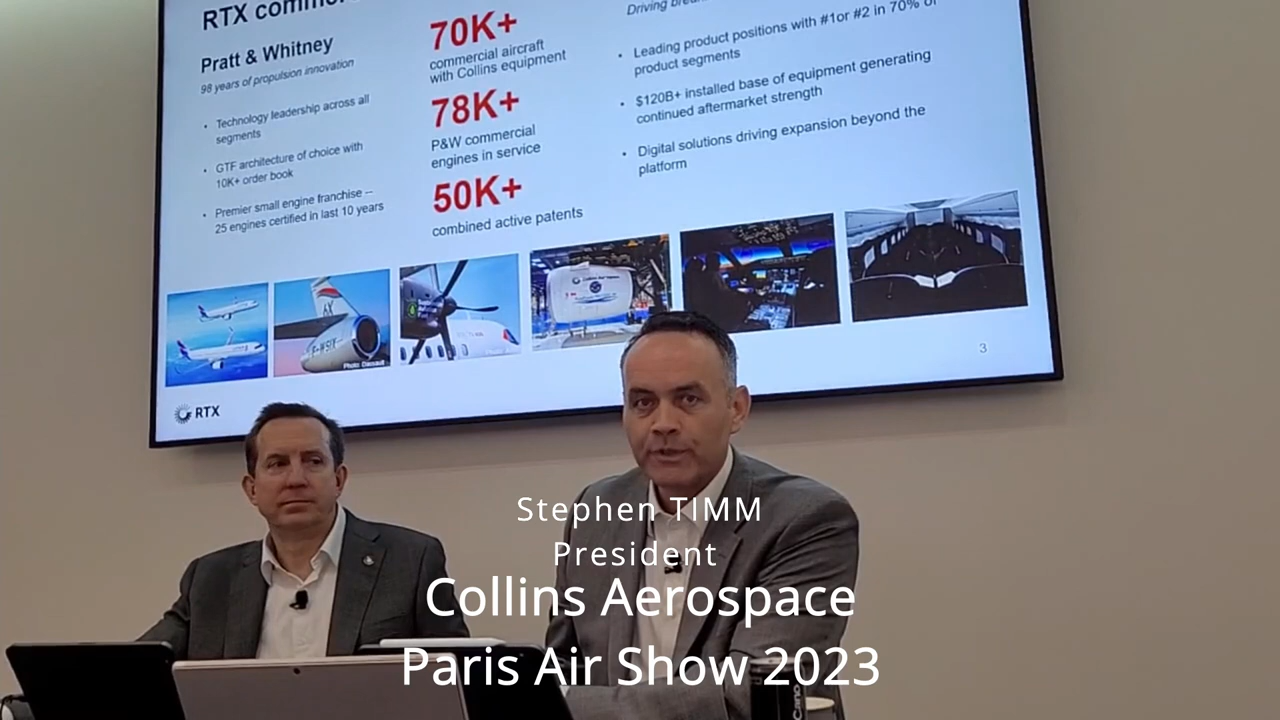 RTX
Pratt & Whitney
98 years of propulsion innovation
• Technology leadership across all
segments
• GTF architecture of choice with
10K+ order book
• Premier small engine franchise –
25 engines certified in last 10 years
70K+
commercial aircraft
with Collins equipment
78K+
P&W commercial
engines in service
50K+
combined active patents
Driving
• Leading product positions with #1or #2 in 70% of
product segments
• $120B+ installed base of equipment generating
continued aftermarket strength
• Digital solutions driving expansion beyond the
platform
Photo: Dassault
3
RTX
Stephen TIMM
President
Collins Aerospace
Paris Air Show 2023